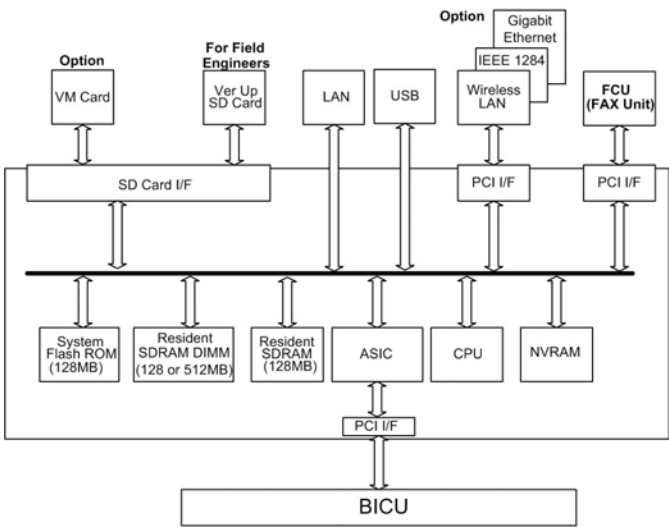 Option
Gigabit
Ethernet
IEEE 1284
Wireless
LAN
Option
VM Card
For Field
Engineers
Ver Up
SD Card
LAN
USB
FCU
(FAX Unit)
SD Card I/F
PCI I/F
PCI I/F
System
Flash ROM
(128MB)
Resident
SDRAM DIMM
(128 or 512MB)
Resident
SDRAM
(128MB)
ASIC
CPU
NVRAM
PCI I/F
BICU